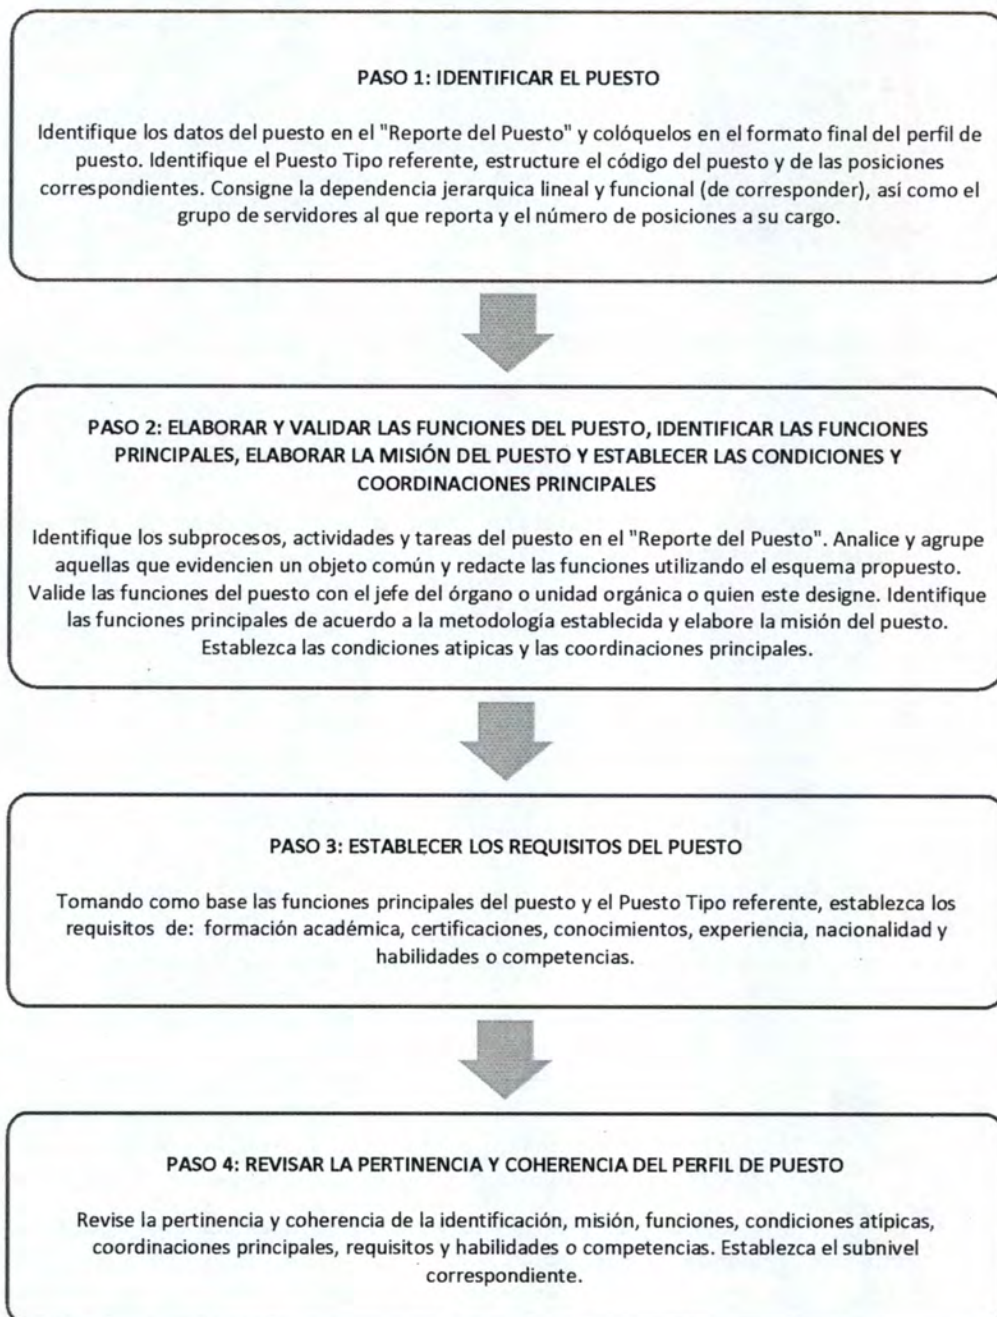 PASO 1: IDENTIFICAR EL PUESTO
Identifique los datos del puesto en el "Reporte del Puesto" y colóquelos en el formato final del perfil de
puesto. Identifique el Puesto Tipo referente, estructure el código del puesto y de las posiciones
correspondientes. Consigne la dependencia jerarquica lineal y funcional (de corresponder), así como el
grupo de servidores al que reporta y el número de posiciones a su cargo.
PASO 2: ELABORAR Y VALIDAR LAS FUNCIONES DEL PUESTO, IDENTIFICAR LAS FUNCIONES
PRINCIPALES, ELABORAR LA MISIÓN DEL PUESTO Y ESTABLECER LAS CONDICIONES Y
COORDINACIONES PRINCIPALES
Identifique los subprocesos, actividades y tareas del puesto en el "Reporte del Puesto". Analice y agrupe
aquellas que evidencien un objeto común y redacte las funciones utilizando el esquema propuesto.
Valide las funciones del puesto con el jefe del órgano o unidad orgánica o quien este designe. Identifique
las funciones principales de acuerdo a la metodología establecida y elabore la misión del puesto.
Establezca las condiciones atipicas y las coordinaciones principales.
PASO 3: ESTABLECER LOS REQUISITOS DEL PUESTO
Tomando como base las funciones principales del puesto y el Puesto Tipo referente, establezca los
requisitos de: formación académica, certificaciones, conocimientos, experiencia, nacionalidad y
habilidades o competencias.
PASO 4: REVISAR LA PERTINENCIA Y COHERENCIA DEL PERFIL DE PUESTO
Revise la pertinencia y coherencia de la identificación, misión, funciones, condiciones atípicas,
coordinaciones principales, requisitos y habilidades o competencias. Establezca el subnivel
correspondiente.